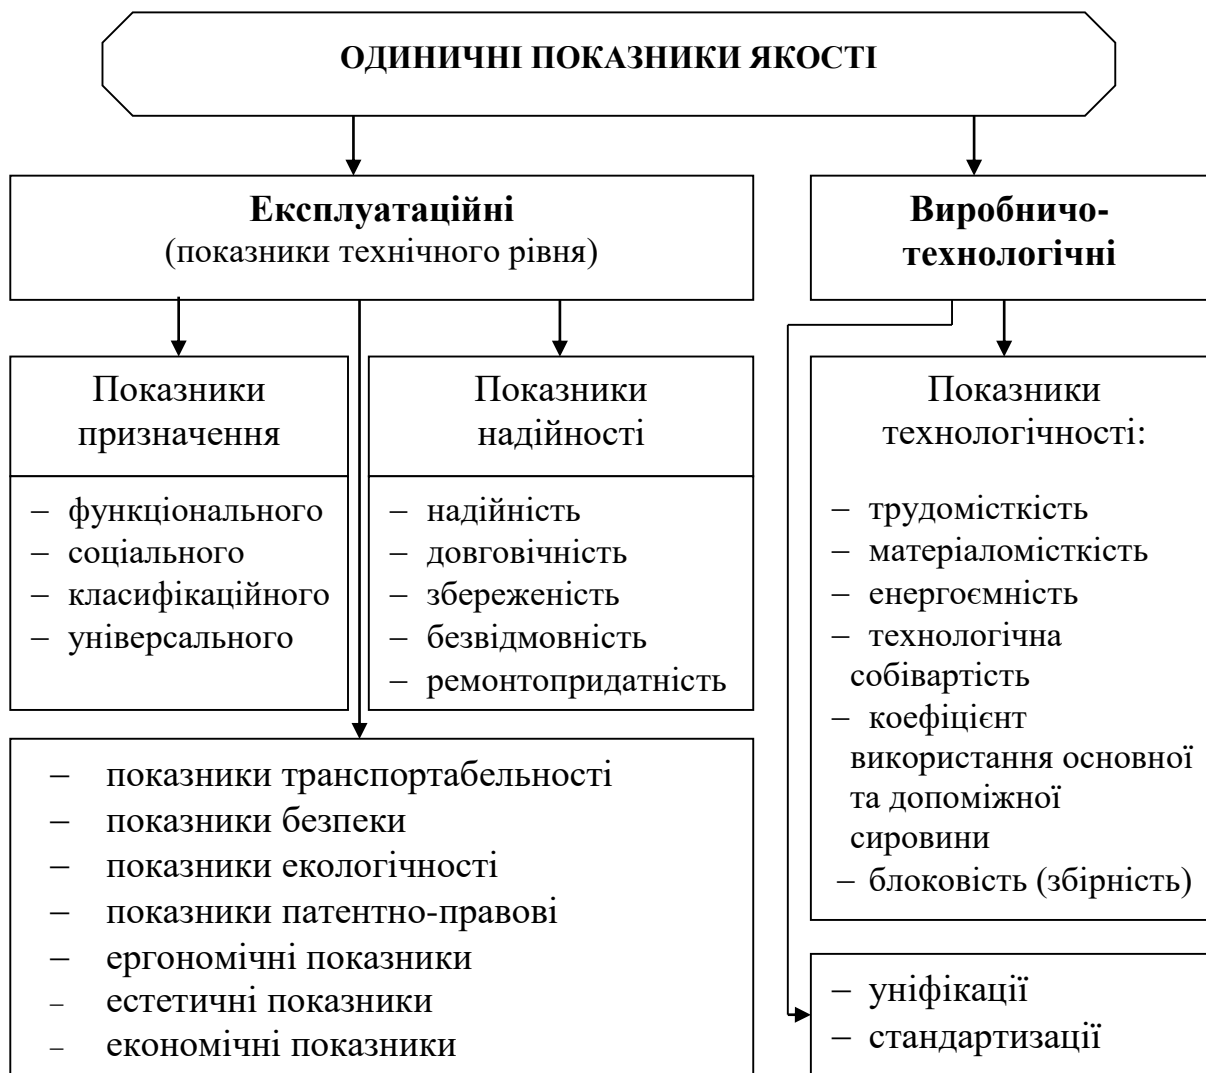 ОДИНИЧНІ ПОКАЗНИКИ ЯКОСТІ
Експлуатаційні
(показники технічного рівня)
Виробничо-
технологічні
Показники
призначення
– функціонального
– соціального
– класифікаційного
– універсального
Показники
надійності
– надійність
– довговічність
– збереженість
– безвідмовність
– ремонтопридатність
Показники
технологічності:
– трудомісткість
– матеріаломісткість
– енергоємність
– технологічна
собівартість
– коефіцієнт
використання основної
та допоміжної
сировини
– блоковість (збірність)
– показники транспортабельності
– показники безпеки
– показники екологічності
– показники патентно-правові
– ергономічні показники
– естетичні показники
– економічні показники
– уніфікації
– стандартизації